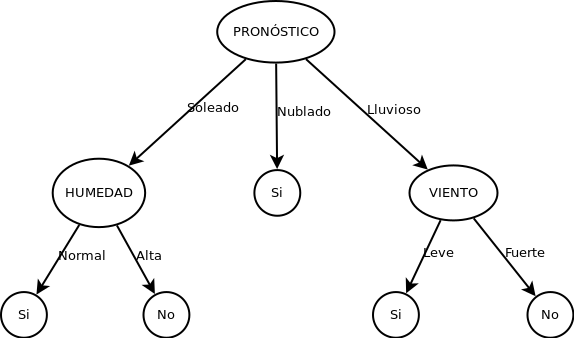 PRONÓSTICO
Soleado
Nublado
Lluvioso
HUMEDAD
Si
VIENTO
Normal
Alta
Leve
Fuerte
Si
No
Si
No